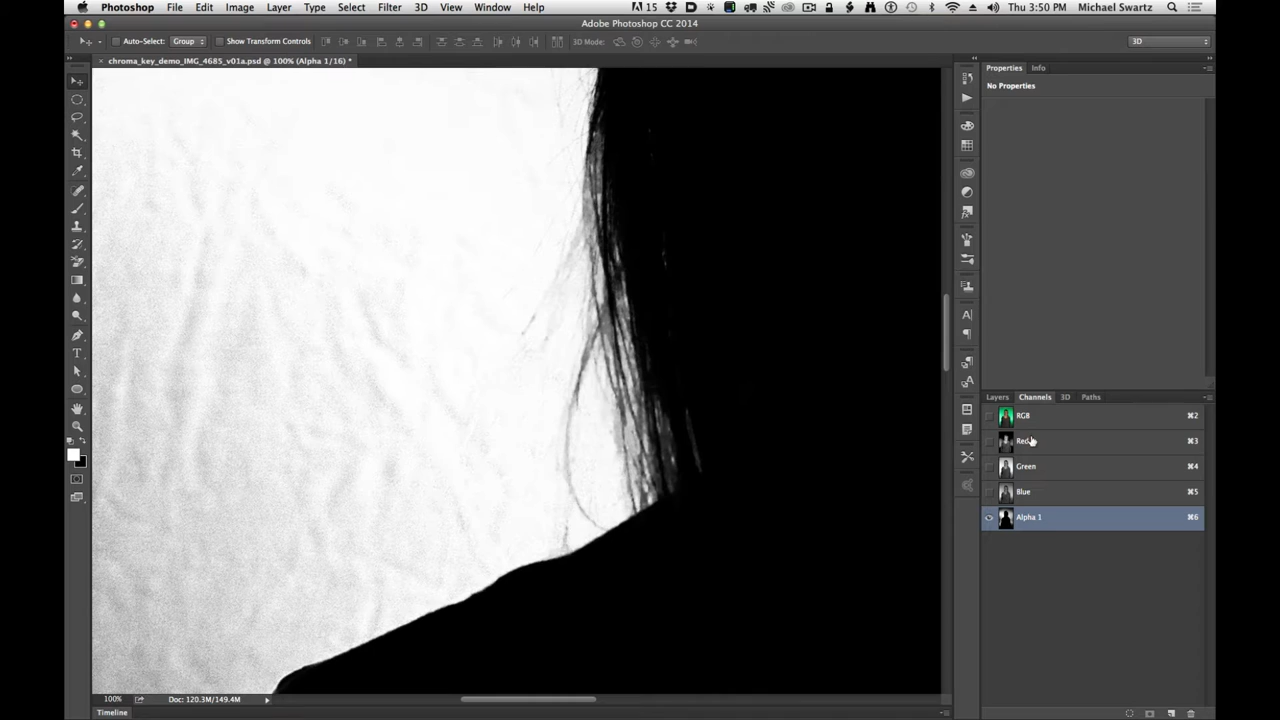 Photoshop File Edit Image Layer Type Select Filter 3D View Window Help 15 Thu 3:50 PM Michael Swartz
Adobe Photoshop CC 2014
Auto-Select: Group Show Transform Controls 3D Mode: 3D
× chroma_key_demo_IMG_4685_v01a.psd @ 100% (Alpha 1/16) *
Properties Info
No Properties
Layers Channels 3D Paths
RGB ⌘2
Red ⌘3
Green ⌘4
Blue ⌘5
Alpha 1 ⌘6
100% Doc: 120.3M/149.4M
Timeline